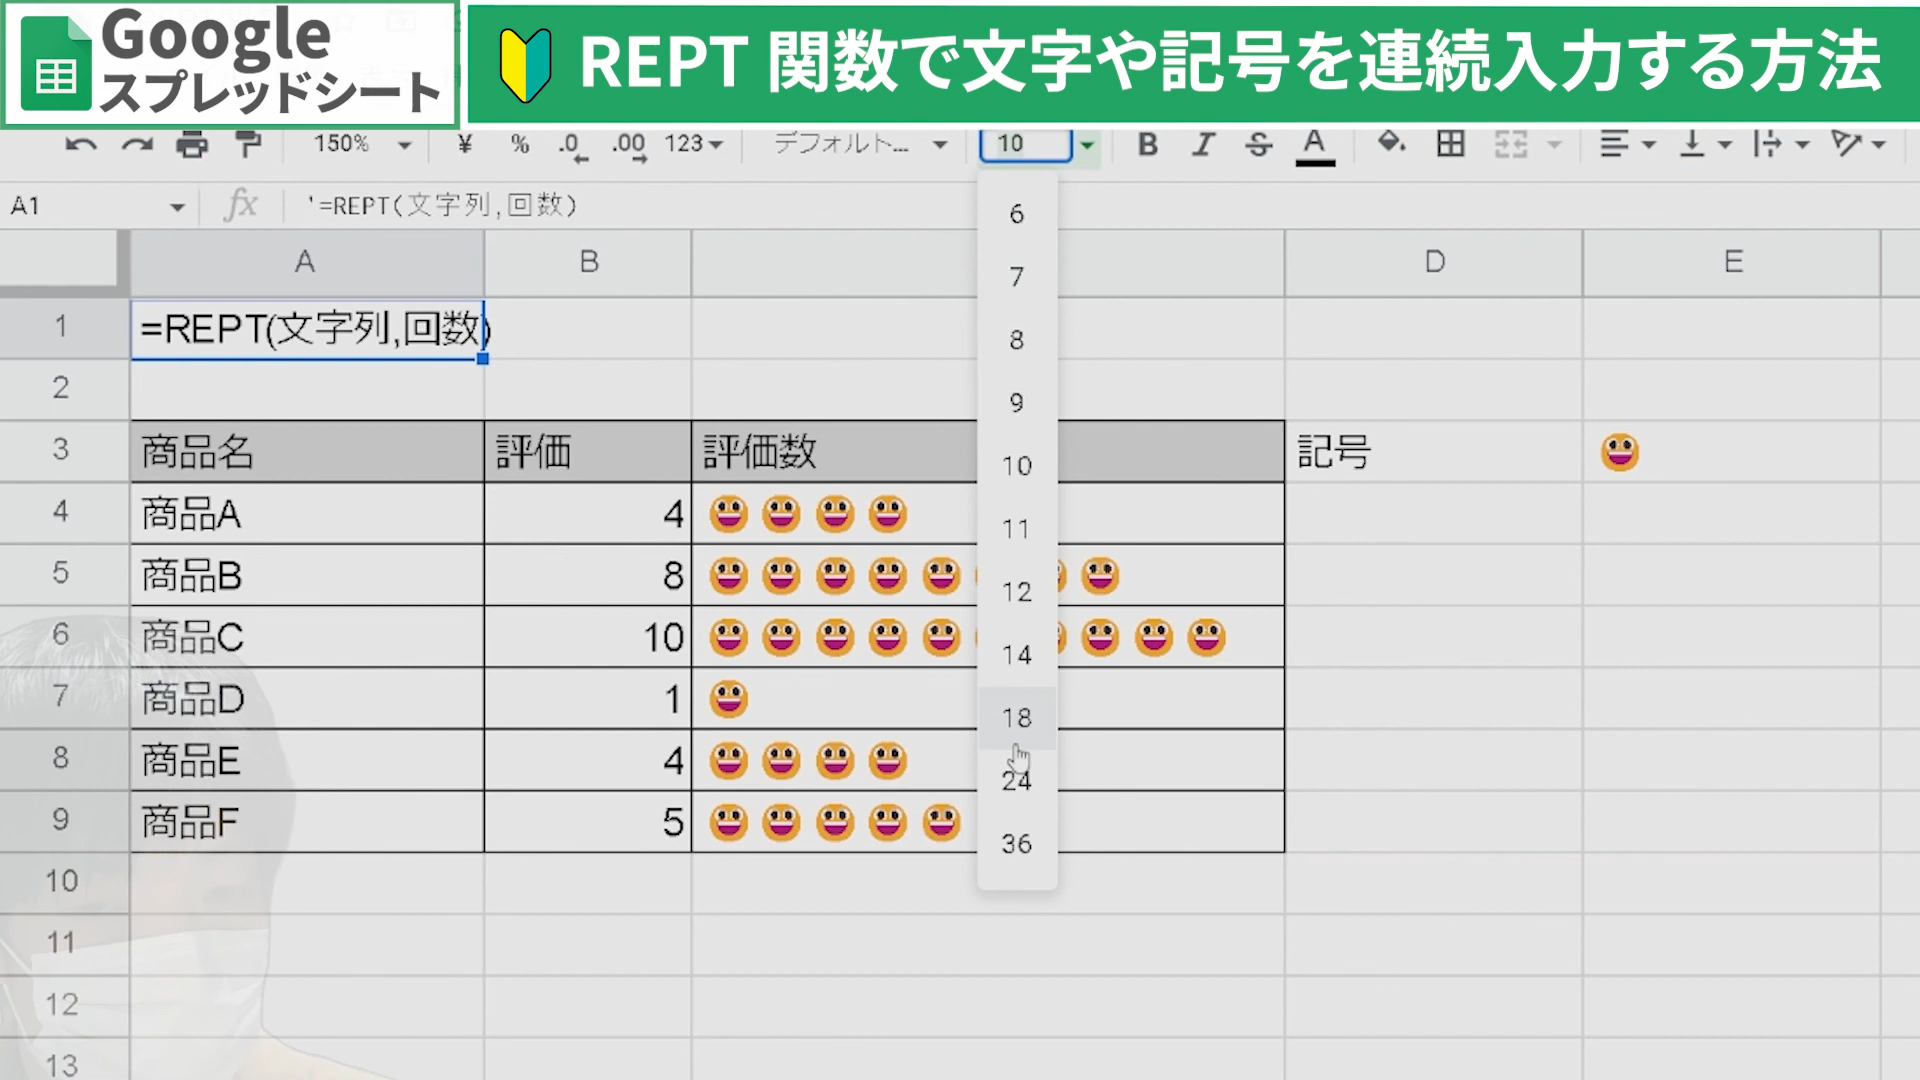 Google
スプレッドシート
REPT 関数で文字や記号を連続入力する方法
150% ¥ % .0 .00 123 デフォルト... 10 B I S A
A1 fx '=REPT(文字列,回数)
A B D E
1 =REPT(文字列,回数)
2
3 商品名 評価 評価数 記号 😀
4 商品A 4 😀😀😀😀
5 商品B 8
6 商品C 10
7 商品D 1 😀
8 商品E 4 😀😀😀😀
9 商品F 5 😀😀😀😀😀
10
11
12
13
6
7
8
9
10
11
12
14
18
24
36